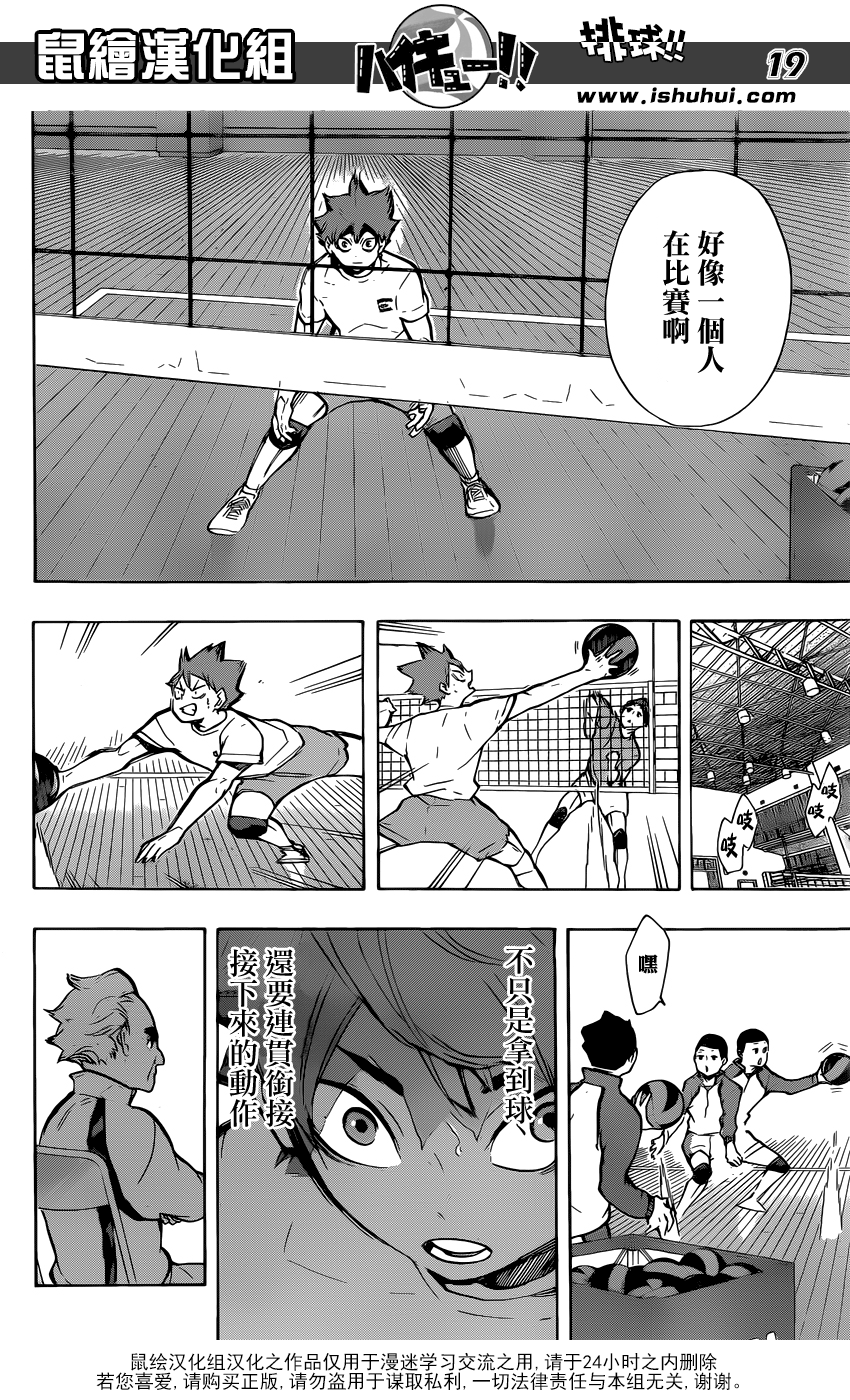 鼠繪漢化組
ハイキュー!!
排球!!
19
www.ishuhui.com
好像一個人
在比賽啊
吱
吱
吱
嘿
不只是拿到球、
還要連貫銜接
接下來的動作
鼠绘汉化组汉化之作品仅用于漫迷学习交流之用, 请于24小时之内删除
若您喜爱, 请购买正版, 请勿盗用于谋取私利, 一切法律责任与本组无关, 谢谢。